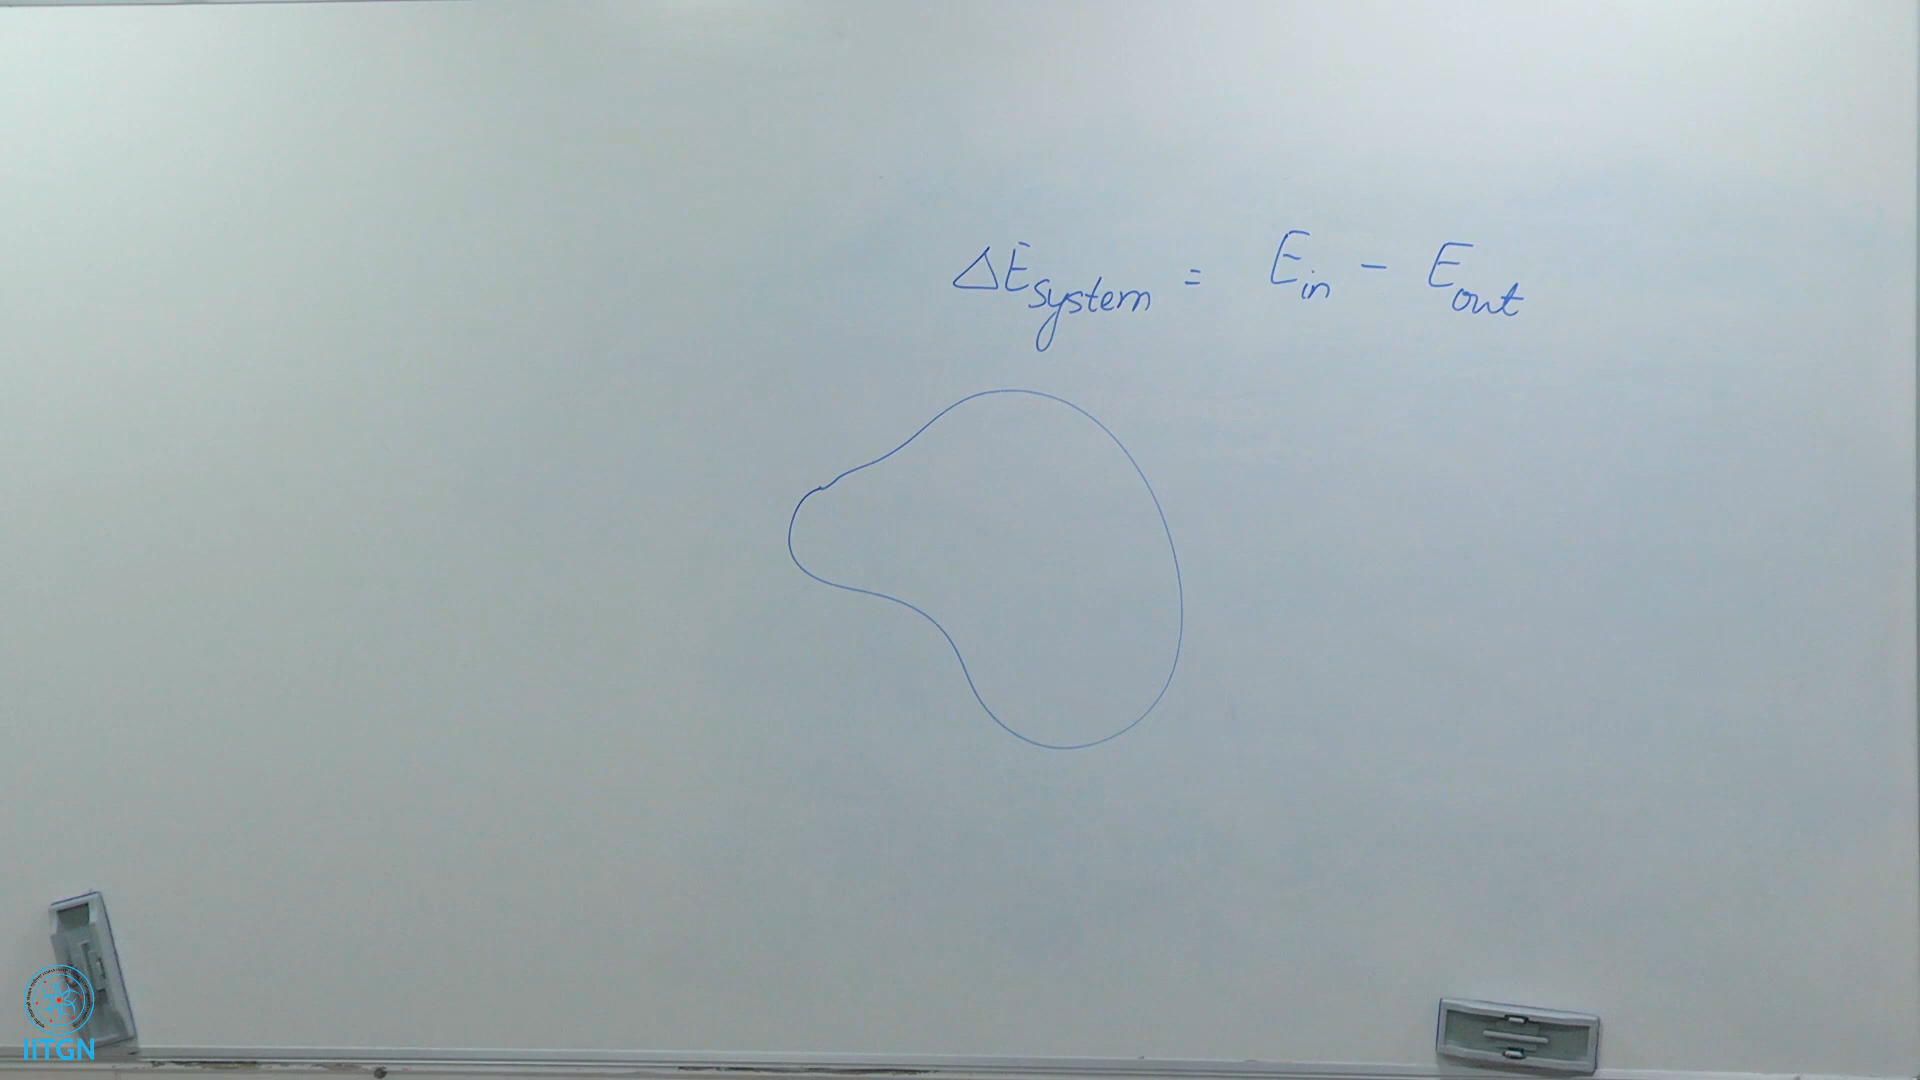 ΔE_system = E_in - E_out
IITGN